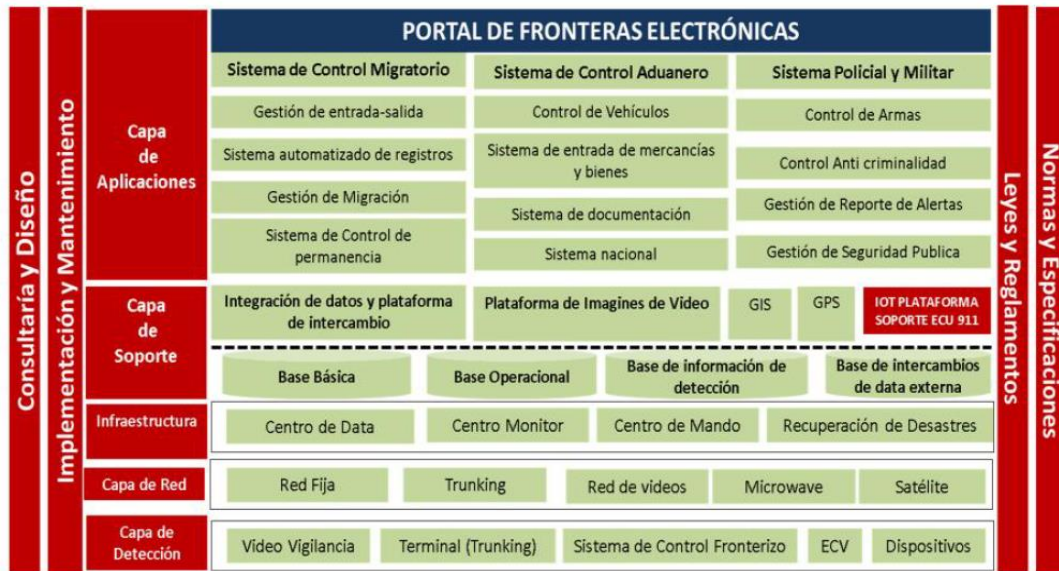 Consultaría y Diseño
Implementación y Mantenimiento
PORTAL DE FRONTERAS ELECTRÓNICAS
Capa
de
Aplicaciones
Sistema de Control Migratorio
Sistema de Control Aduanero
Sistema Policial y Militar
Gestión de entrada-salida
Control de Vehículos
Control de Armas
Sistema automatizado de registros
Sistema de entrada de mercancías
y bienes
Control Anti criminalidad
Gestión de Migración
Sistema de documentación
Gestión de Reporte de Alertas
Sistema de Control de
permanencia
Sistema nacional
Gestión de Seguridad Publica
Capa
de
Soporte
Integración de datos y plataforma
de intercambio
Plataforma de Imagines de Video
GIS
GPS
IOT PLATAFORMA
SOPORTE ECU 911
Base Básica
Base Operacional
Base de información de
detección
Base de intercambios
de data externa
Infraestructura
Centro de Data
Centro Monitor
Centro de Mando
Recuperación de Desastres
Capa de Red
Red Fija
Trunking
Red de videos
Microwave
Satélite
Capa de
Detección
Video Vigilancia
Terminal (Trunking)
Sistema de Control Fronterizo
ECV
Dispositivos
Leyes y Reglamentos
Normas y Especificaciones